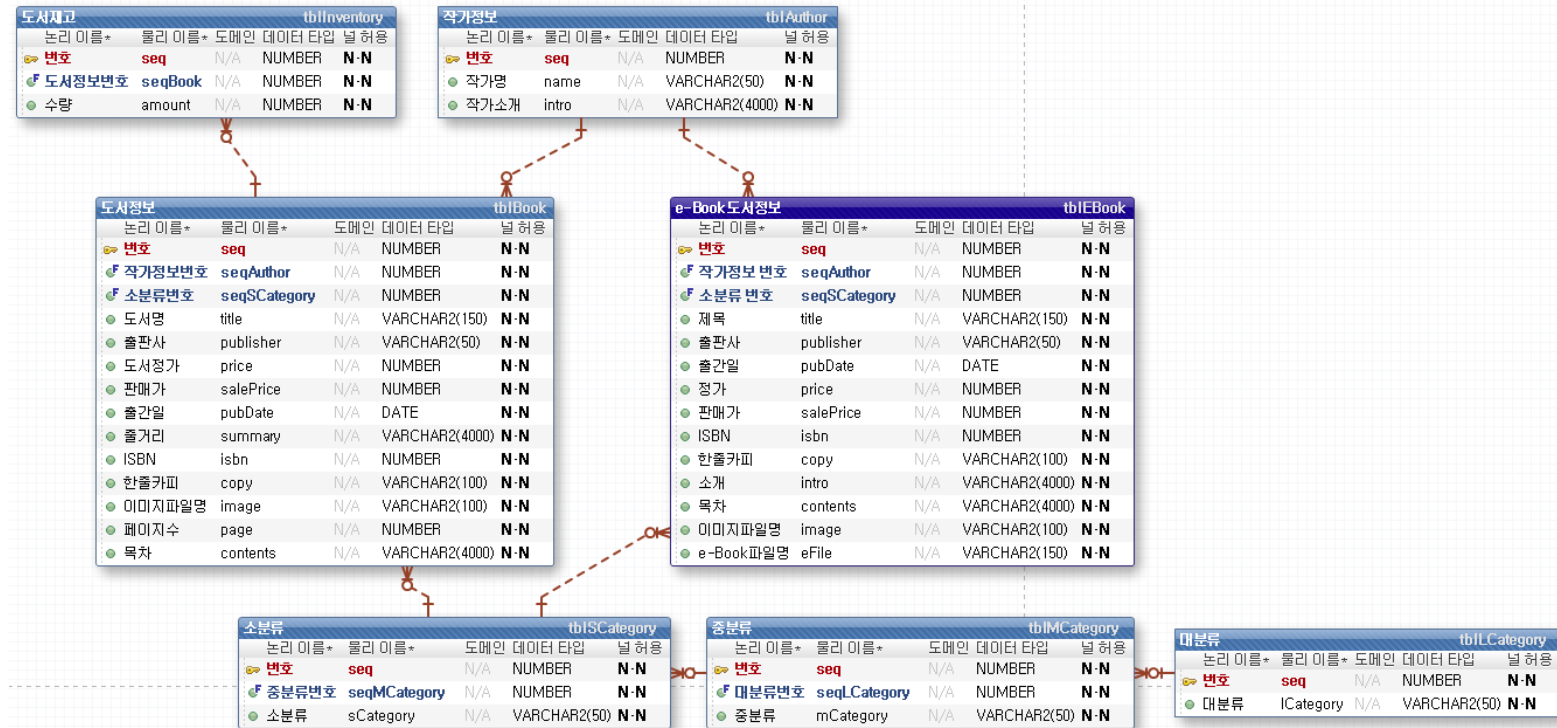 도서재고 tblInventory
논리 이름* 물리 이름* 도메인 데이터 타입 널 허용
번호 seq N/A NUMBER N·N
도서정보번호 seqBook N/A NUMBER N·N
수량 amount N/A NUMBER N·N
작가정보 tblAuthor
논리 이름* 물리 이름* 도메인 데이터 타입 널 허용
번호 seq N/A NUMBER N·N
작가명 name N/A VARCHAR2(50) N·N
작가소개 intro N/A VARCHAR2(4000) N·N
도서정보 tblBook
논리 이름* 물리 이름* 도메인 데이터 타입 널 허용
번호 seq N/A NUMBER N·N
작가정보번호 seqAuthor N/A NUMBER N·N
소분류번호 seqSCategory N/A NUMBER N·N
도서명 title N/A VARCHAR2(150) N·N
출판사 publisher N/A VARCHAR2(50) N·N
도서정가 price N/A NUMBER N·N
판매가 salePrice N/A NUMBER N·N
출간일 pubDate N/A DATE N·N
줄거리 summary N/A VARCHAR2(4000) N·N
ISBN isbn N/A NUMBER N·N
한줄카피 copy N/A VARCHAR2(100) N·N
이미지파일명 image N/A VARCHAR2(100) N·N
페이지수 page N/A NUMBER N·N
목차 contents N/A VARCHAR2(4000) N·N
e-Book도서정보 tblEBook
논리 이름* 물리 이름* 도메인 데이터 타입 널 허용
번호 seq N/A NUMBER N·N
작가정보 번호 seqAuthor N/A NUMBER N·N
소분류 번호 seqSCategory N/A NUMBER N·N
제목 title N/A VARCHAR2(150) N·N
출판사 publisher N/A VARCHAR2(50) N·N
출간일 pubDate N/A DATE N·N
정가 price N/A NUMBER N·N
판매가 salePrice N/A NUMBER N·N
ISBN isbn N/A NUMBER N·N
한줄카피 copy N/A VARCHAR2(100) N·N
소개 intro N/A VARCHAR2(4000) N·N
목차 contents N/A VARCHAR2(4000) N·N
이미지파일명 image N/A VARCHAR2(100) N·N
e-Book파일명 eFile N/A VARCHAR2(150) N·N
소분류 tblSCategory
논리 이름* 물리 이름* 도메인 데이터 타입 널 허용
번호 seq N/A NUMBER N·N
중분류번호 seqMCategory N/A NUMBER N·N
소분류 sCategory N/A VARCHAR2(50) N·N
중분류 tblMCategory
논리 이름* 물리 이름* 도메인 데이터 타입 널 허용
번호 seq N/A NUMBER N·N
대분류번호 seqLCategory N/A NUMBER N·N
중분류 mCategory N/A VARCHAR2(50) N·N
대분류 tblLCategory
논리 이름* 물리 이름* 도메인 데이터 타입 널 허용
번호 seq N/A NUMBER N·N
대분류 lCategory N/A VARCHAR2(50) N·N